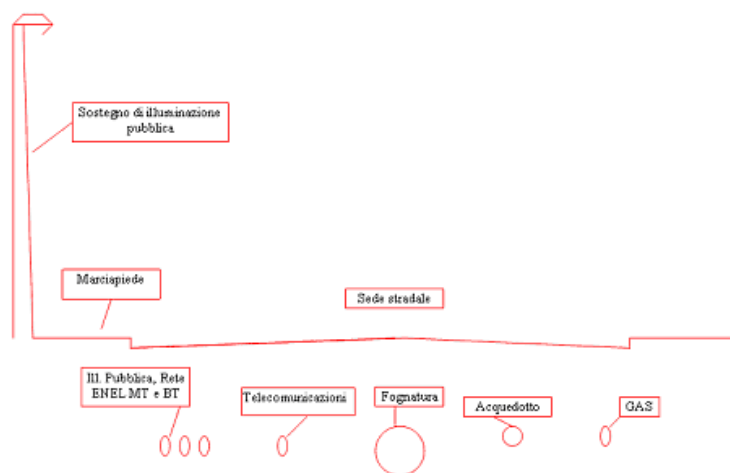 Sostegno di illuminazione
pubblica
Marciapiede
Sede stradale
Ill. Pubblica, Rete
ENEL MT e BT
Telecomunicazioni
Fognatura
Acquedotto
GAS